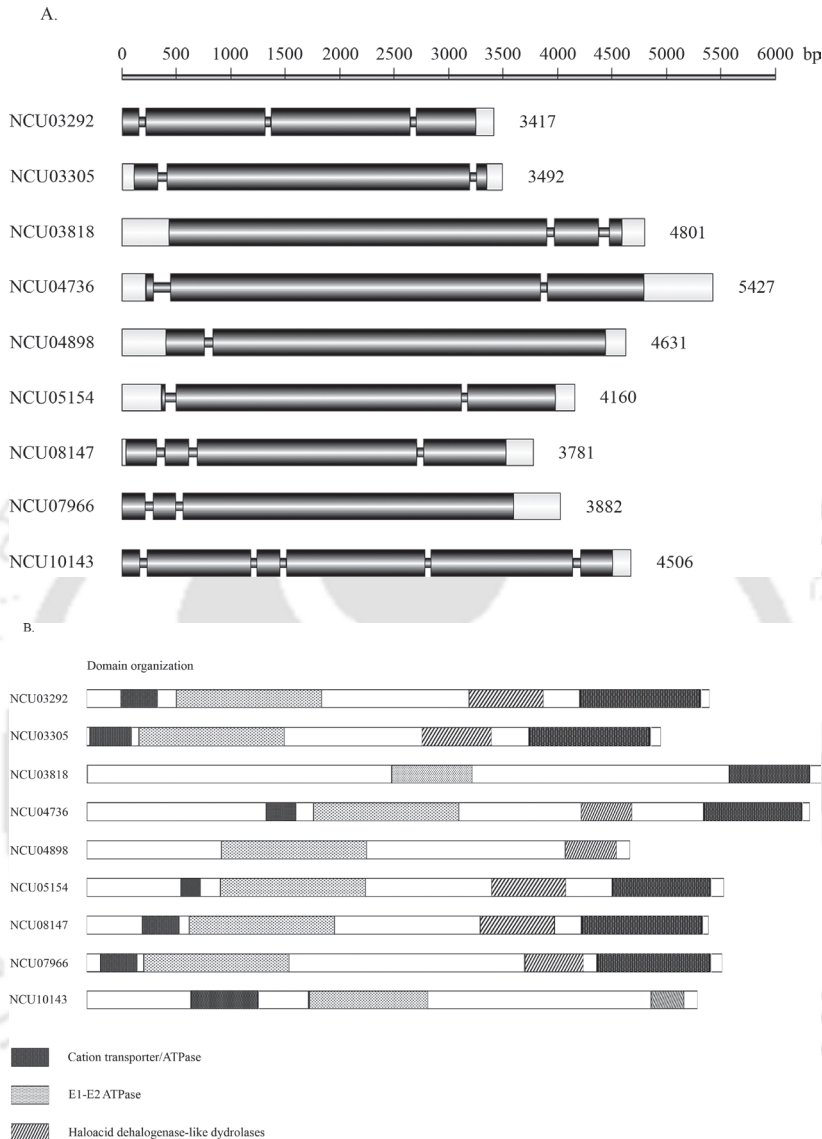 A.
0 500 1000 1500 2000 2500 3000 3500 4000 4500 5000 5500 6000 bp
NCU03292 3417
NCU03305 3492
NCU03818 4801
NCU04736 5427
NCU04898 4631
NCU05154 4160
NCU08147 3781
NCU07966 3882
NCU10143 4506
B.
Domain organization
NCU03292
NCU03305
NCU03818
NCU04736
NCU04898
NCU05154
NCU08147
NCU07966
NCU10143
Cation transporter/ATPase
E1-E2 ATPase
Haloacid dehalogenase-like dydrolases